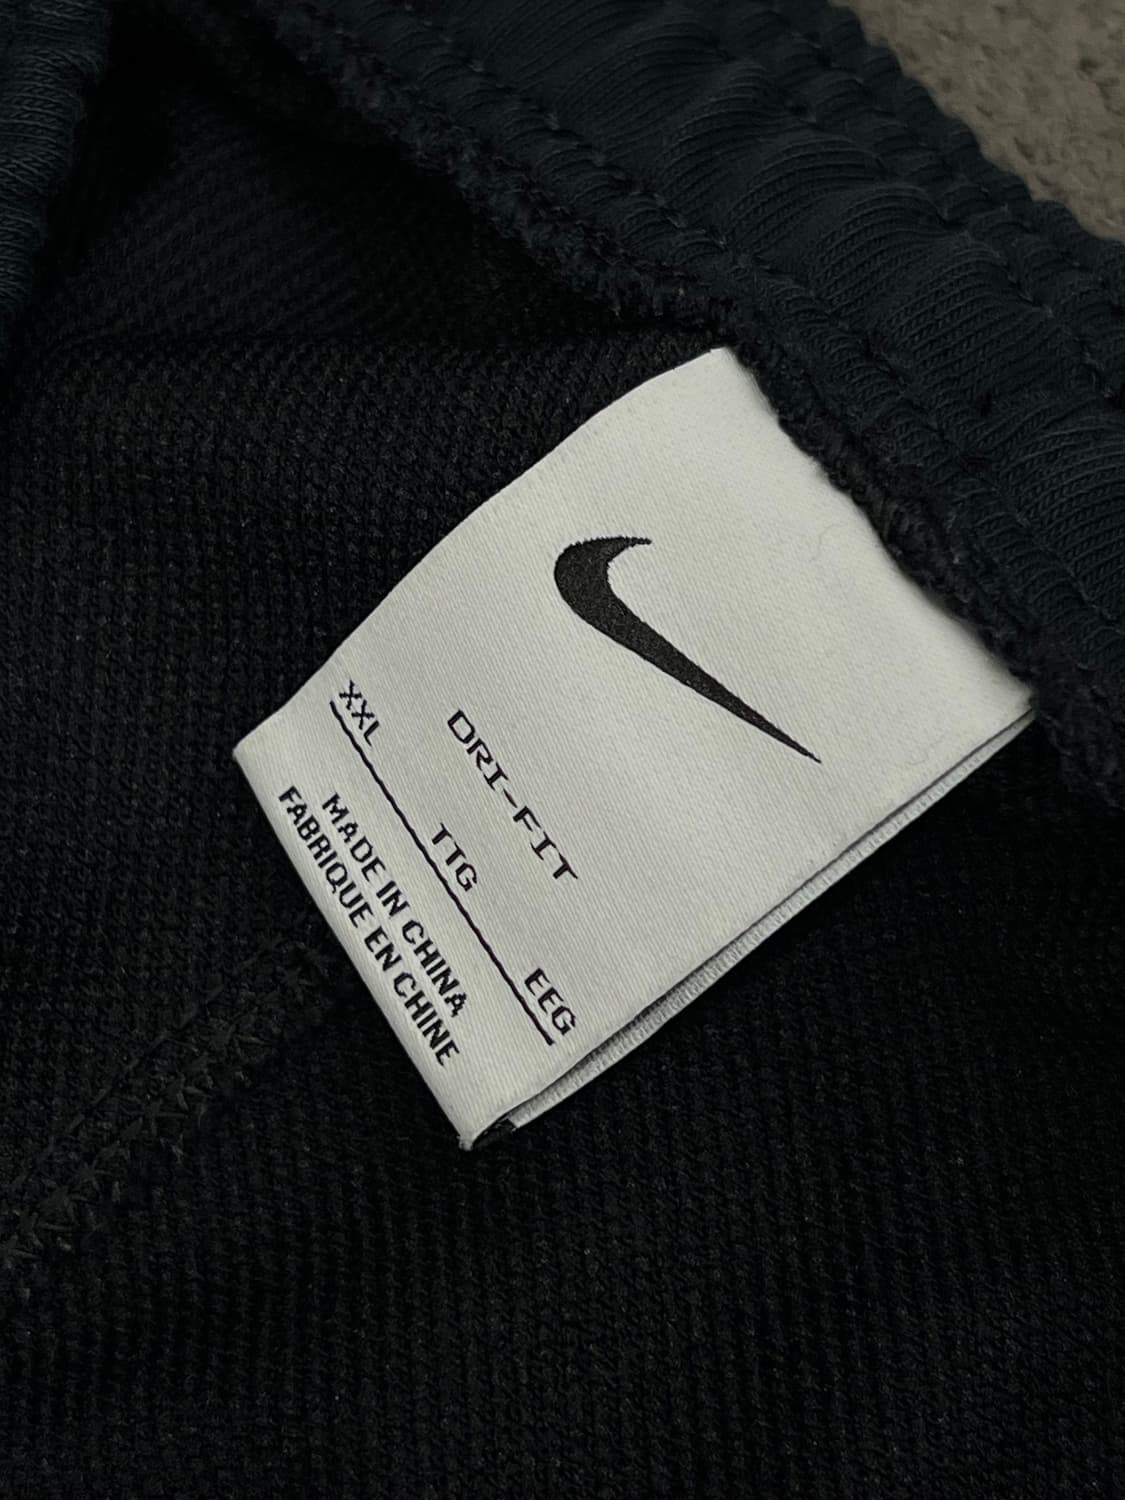 DRI-FIT
XXL TTG EEG
MADE IN CHINA
FABRIQUE EN CHINE